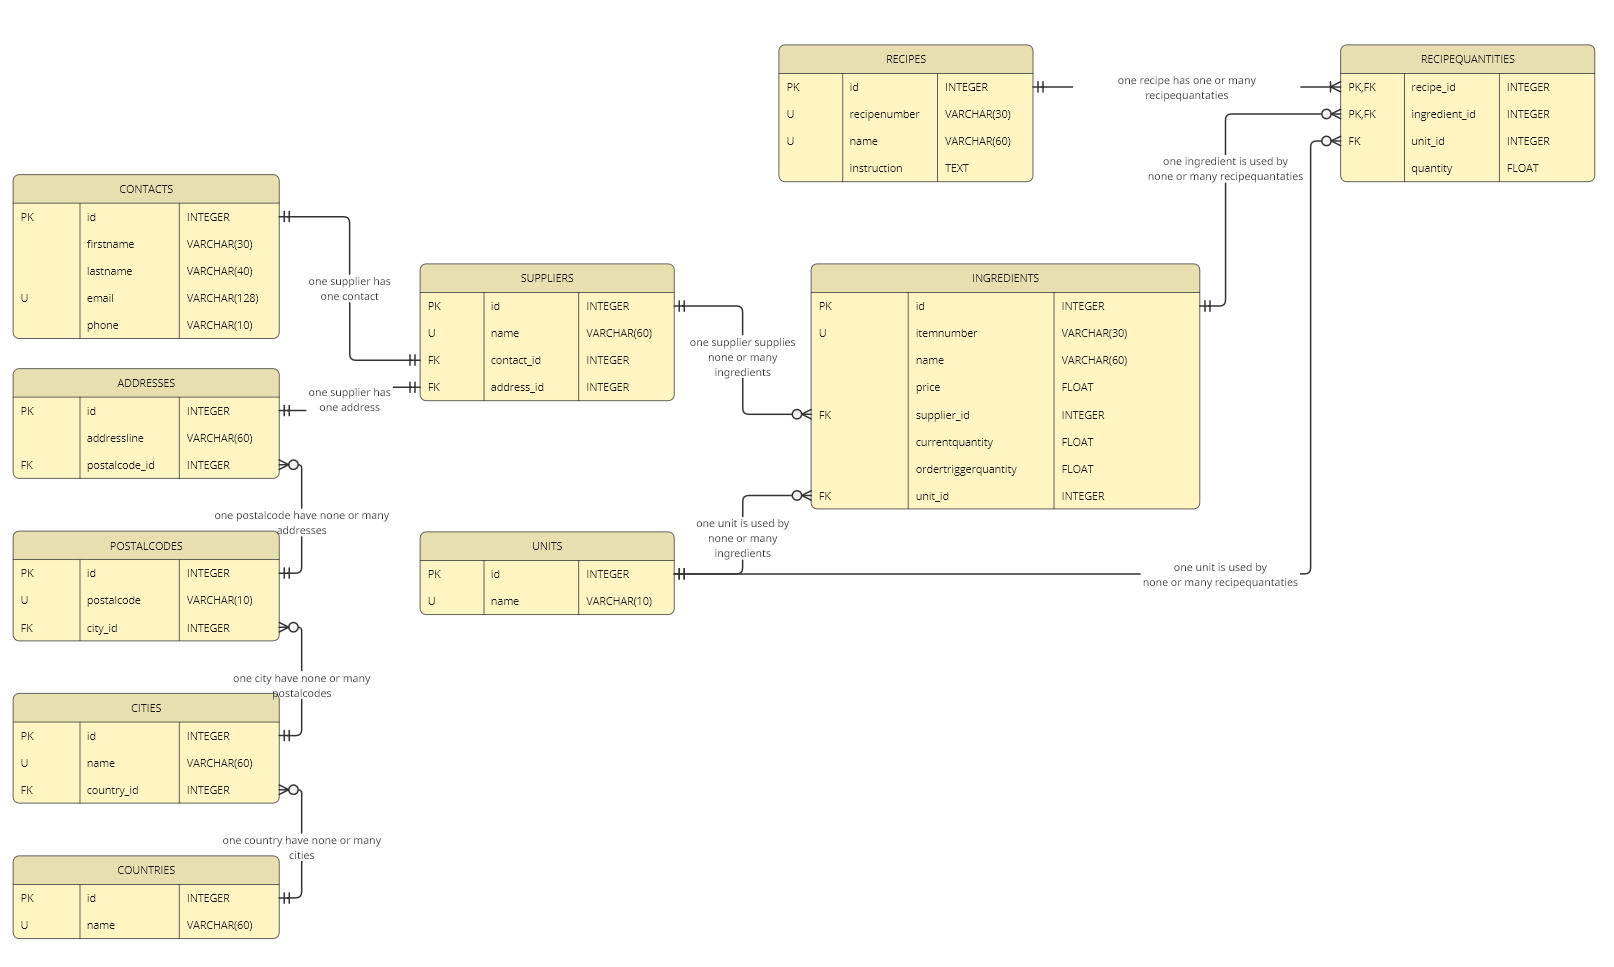 RECIPES
PK id INTEGER
U recipenumber VARCHAR(30)
U name VARCHAR(60)
instruction TEXT
one recipe has one or many
recipequantaties
RECIPEQUANTITIES
PK,FK recipe_id INTEGER
PK,FK ingredient_id INTEGER
FK unit_id INTEGER
quantity FLOAT
one ingredient is used by
none or many recipequantaties
CONTACTS
PK id INTEGER
firstname VARCHAR(30)
lastname VARCHAR(40)
U email VARCHAR(128)
phone VARCHAR(10)
one supplier has
one contact
SUPPLIERS
PK id INTEGER
U name VARCHAR(60)
FK contact_id INTEGER
FK address_id INTEGER
one supplier supplies
none or many
ingredients
INGREDIENTS
PK id INTEGER
U itemnumber VARCHAR(30)
name VARCHAR(60)
price FLOAT
FK supplier_id INTEGER
currentquantity FLOAT
ordertriggerquantity FLOAT
FK unit_id INTEGER
ADDRESSES
PK id INTEGER
addressline VARCHAR(60)
FK postalcode_id INTEGER
one supplier has
one address
one postalcode have none or many
addresses
POSTALCODES
PK id INTEGER
U postalcode VARCHAR(10)
FK city_id INTEGER
UNITS
PK id INTEGER
U name VARCHAR(10)
one unit is used by
none or many
ingredients
one unit is used by
none or many recipequantaties
one city have none or many
postalcodes
CITIES
PK id INTEGER
U name VARCHAR(60)
FK country_id INTEGER
one country have none or many
cities
COUNTRIES
PK id INTEGER
U name VARCHAR(60)